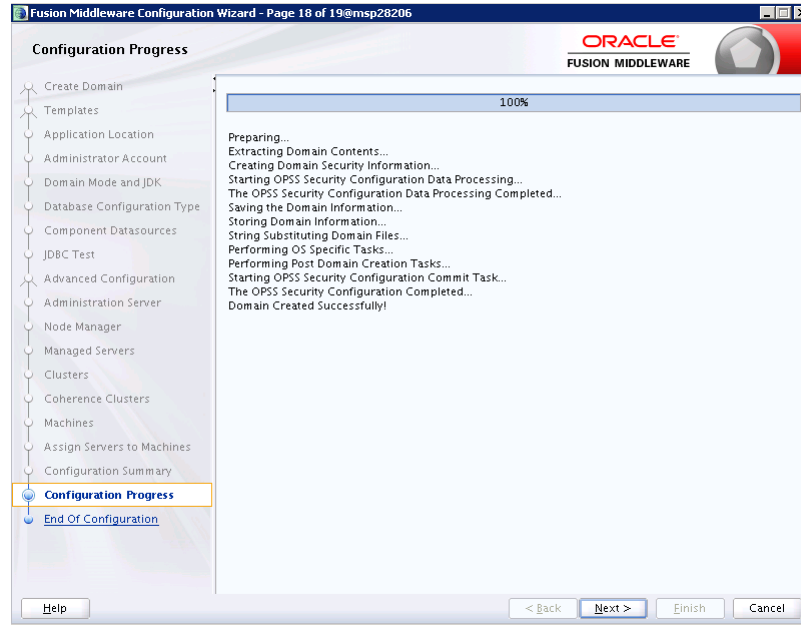 Fusion Middleware Configuration Wizard - Page 18 of 19@msp28206
Configuration Progress
ORACLE
FUSION MIDDLEWARE
Create Domain
Templates
Application Location
Administrator Account
Domain Mode and JDK
Database Configuration Type
Component Datasources
JDBC Test
Advanced Configuration
Administration Server
Node Manager
Managed Servers
Clusters
Coherence Clusters
Machines
Assign Servers to Machines
Configuration Summary
Configuration Progress
End Of Configuration
100%
Preparing...
Extracting Domain Contents...
Creating Domain Security Information...
Starting OPSS Security Configuration Data Processing...
The OPSS Security Configuration Data Processing Completed...
Saving the Domain Information...
Storing Domain Information...
String Substituting Domain Files...
Performing OS Specific Tasks...
Performing Post Domain Creation Tasks...
Starting OPSS Security Configuration Commit Task...
The OPSS Security Configuration Completed...
Domain Created Successfully!
Help
< Back
Next >
Finish
Cancel